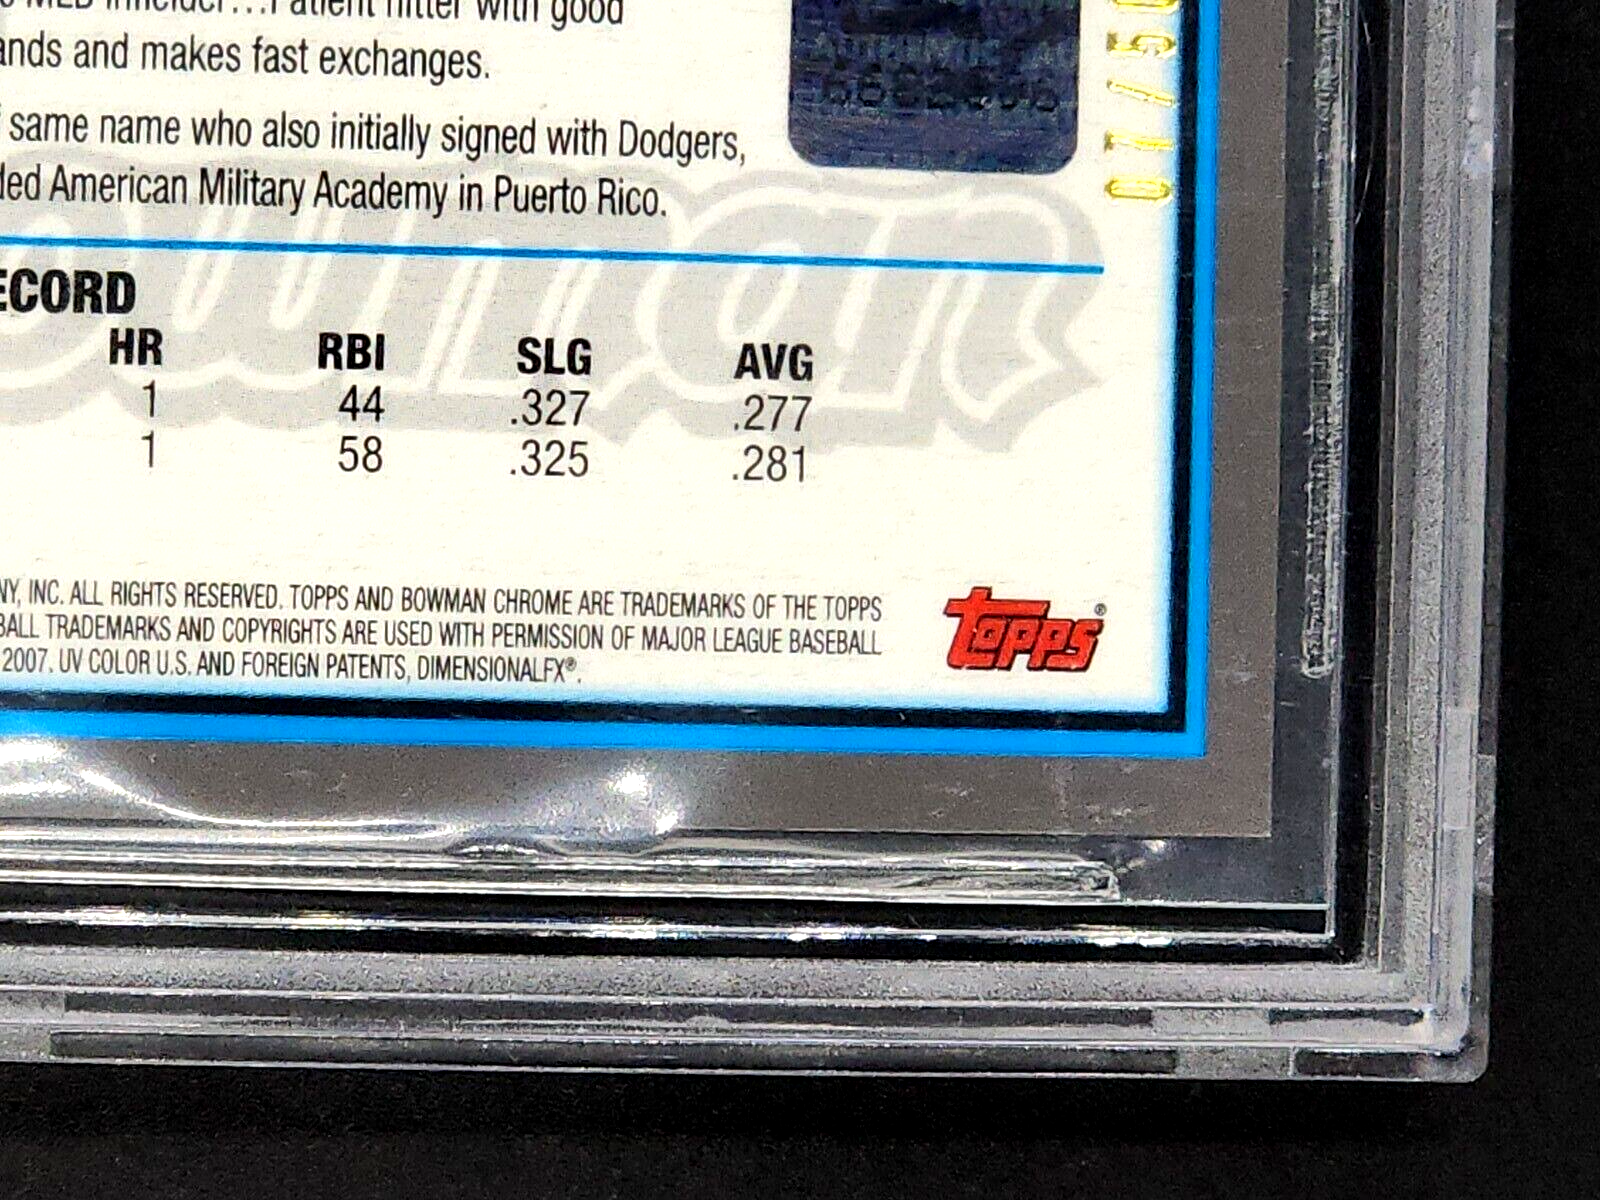 MLB infielder...Patient hitter with good
ands and makes fast exchanges.
same name who also initially signed with Dodgers,
ded American Military Academy in Puerto Rico.
ECORD
HR RBI SLG AVG
1 44 .327 .277
1 58 .325 .281
NY, INC. ALL RIGHTS RESERVED. TOPPS AND BOWMAN CHROME ARE TRADEMARKS OF THE TOPPS
BALL TRADEMARKS AND COPYRIGHTS ARE USED WITH PERMISSION OF MAJOR LEAGUE BASEBALL
2007. UV COLOR U.S. AND FOREIGN PATENTS, DIMENSIONALFX®.
Topps®